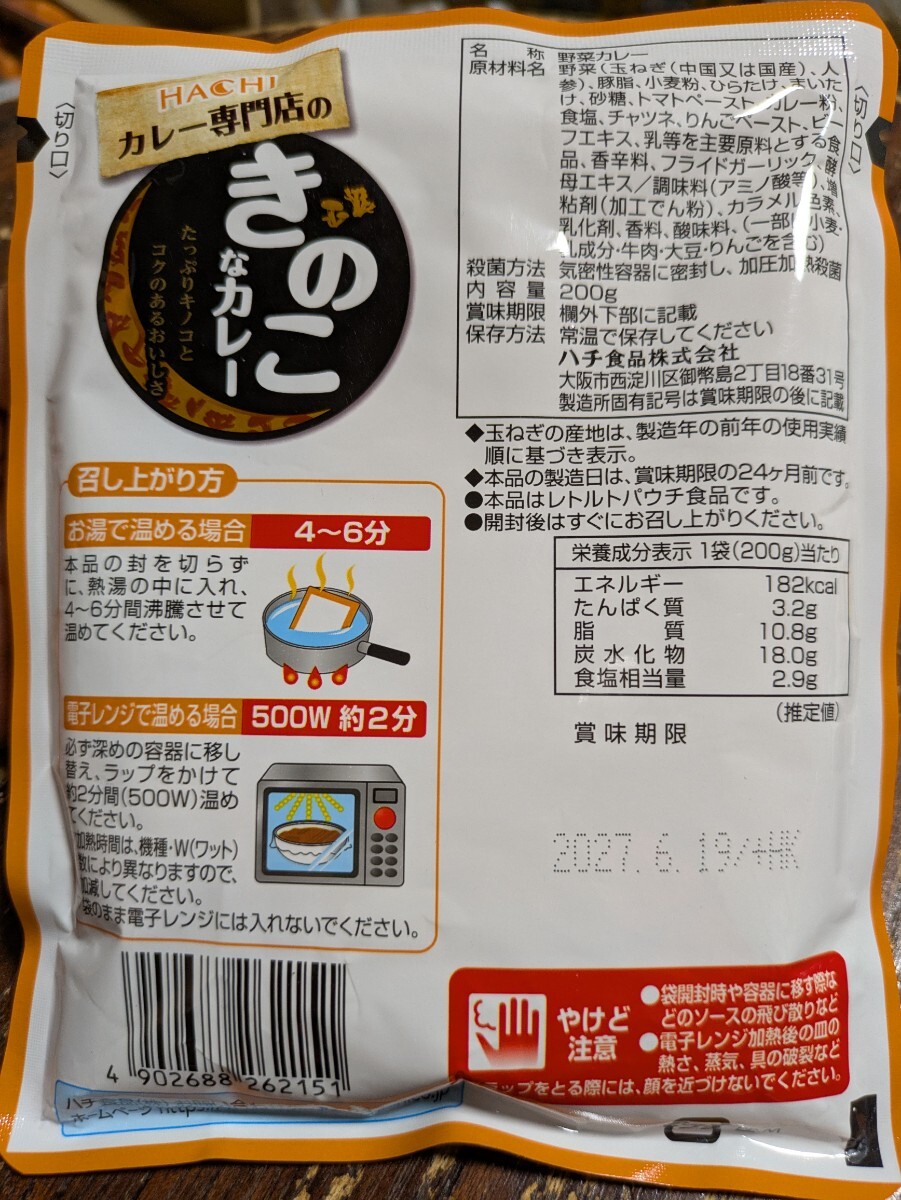 HACHI
カレー専門店の
きのこ
なカレー
たっぷりキノコと
コクのあるおいしさ
〈切り口〉
〈切り口〉
名称 野菜カレー
原材料名 野菜(玉ねぎ(中国又は国産)、人
参)、豚脂、小麦粉、ひらたけ、まいた
け、砂糖、トマトペースト、カレー粉、
食塩、チャツネ、りんごペースト、ビー
フエキス、乳等を主要原料とする食
品、香辛料、フライドガーリック、酵
母エキス/調味料(アミノ酸等)、増
粘剤(加工でん粉)、カラメル色素、
乳化剤、香料、酸味料、(一部に小麦・
乳成分・牛肉・大豆・りんごを含む)
殺菌方法 気密性容器に密封し、加圧加熱殺菌
内容量 200g
賞味期限 欄外下部に記載
保存方法 常温で保存してください
ハチ食品株式会社
大阪市西淀川区御幣島2丁目18番31号
製造所固有記号は賞味期限の後に記載
◆玉ねぎの産地は、製造年の前年の使用実績
順に基づき表示。
◆本品の製造日は、賞味期限の24ヶ月前です。
●本品はレトルトパウチ食品です。
●開封後はすぐにお召し上がりください。
栄養成分表示 1袋(200g)当たり
エネルギー 182kcal
たんぱく質 3.2g
脂質 10.8g
炭水化物 18.0g
食塩相当量 2.9g
(推定値)
賞味期限
2027.6.19/HK
召し上がり方
お湯で温める場合 4〜6分
本品の封を切らず
に、熱湯の中に入れ、
4〜6分間沸騰させて
温めてください。
電子レンジで温める場合 500W 約2分
必ず深めの容器に移し
替え、ラップをかけて
約2分間(500W)温め
てください。
加熱時間は、機種・W(ワット)
数により異なりますので、
加減してください。
袋のまま電子レンジには入れないでください。
4 902688 262151
ハチ
ホームページ
やけど
注意
●袋開封時や容器に移す際な
どのソースの飛び散りなど
●電子レンジ加熱後の皿の
熱さ、蒸気、具の破裂など
ラップをとる際には、顔を近づけないでください。